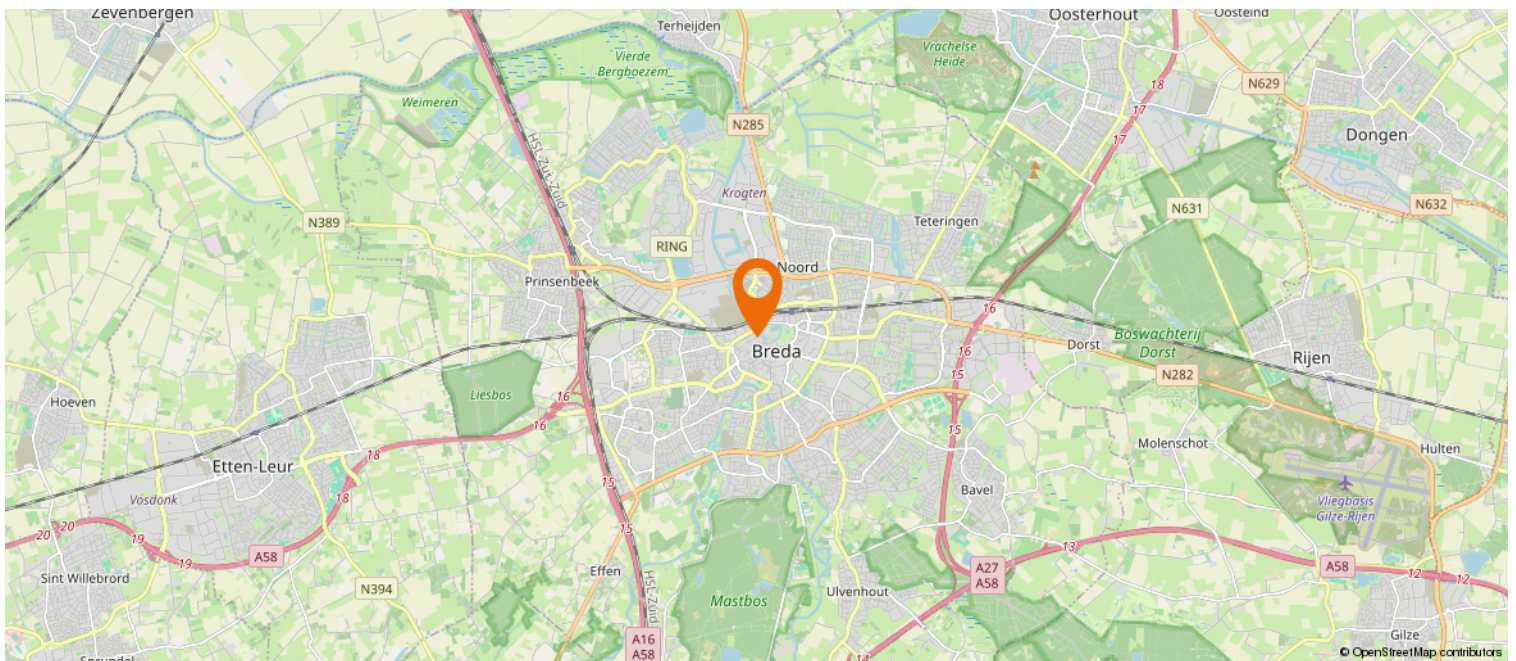 Zevenbergen
Terheijden
Oosterhout
Oosteind
Vierde
Bergboezem
Vrachelse
Heide
18
N629
Weimeren
17
N285
17
Dongen
HSL-Zuid
Krogten
N389
Teteringen
N631
N632
RING
Noord
Prinsenbeek
16
Boswachterij
Dorst
Dorst
16
Breda
Rijen
15
N282
Liesbos
16
Hoeven
16
15
Molenschot
Hulten
18
Etten-Leur
15
Bavel
Vosdonk
18
15
Vliegbasis
Gilze-Rijen
20
20
19
13
19
A58
A27
A58
A58
12
12
Sint Willebrord
Effen
HSL-Zuid
N394
Ulvenhout
Mastbos
A16
A58
14
Gilze
Sprundel
© OpenStreetMap contributors